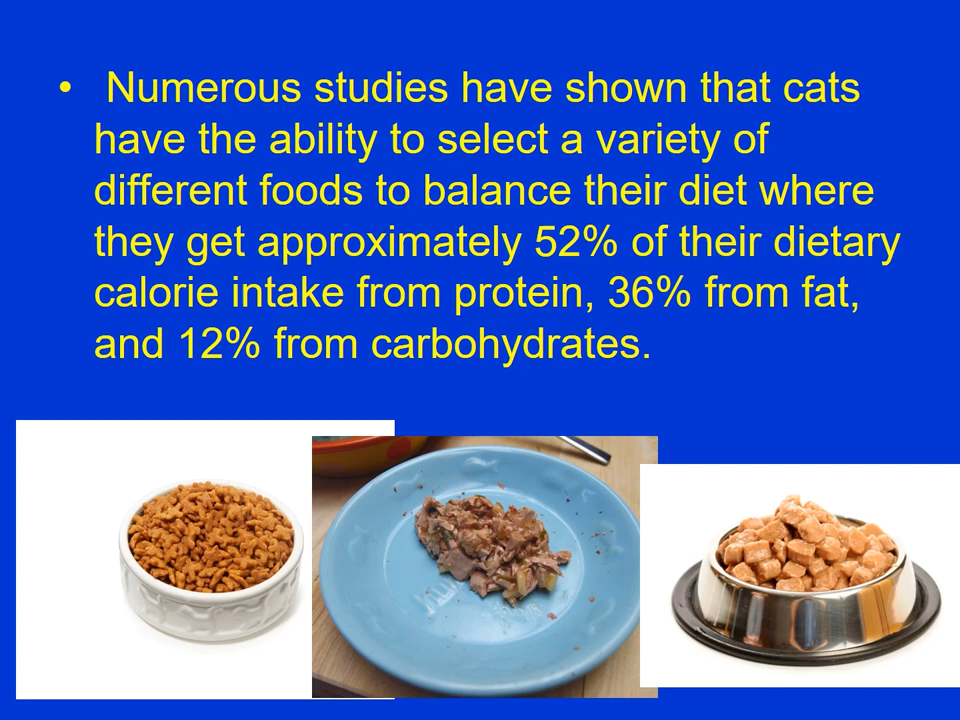 • Numerous studies have shown that cats
have the ability to select a variety of
different foods to balance their diet where
they get approximately 52% of their dietary
calorie intake from protein, 36% from fat,
and 12% from carbohydrates.